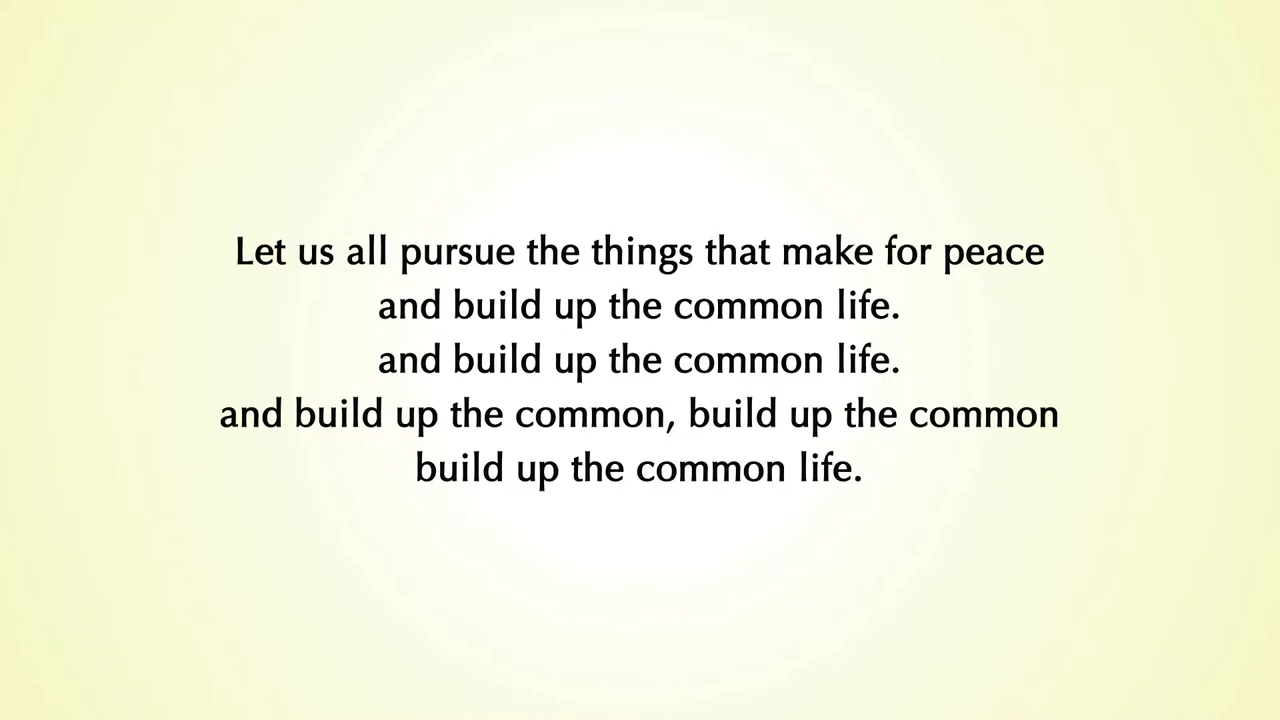 Let us all pursue the things that make for peace
and build up the common life.
and build up the common life.
and build up the common, build up the common
build up the common life.